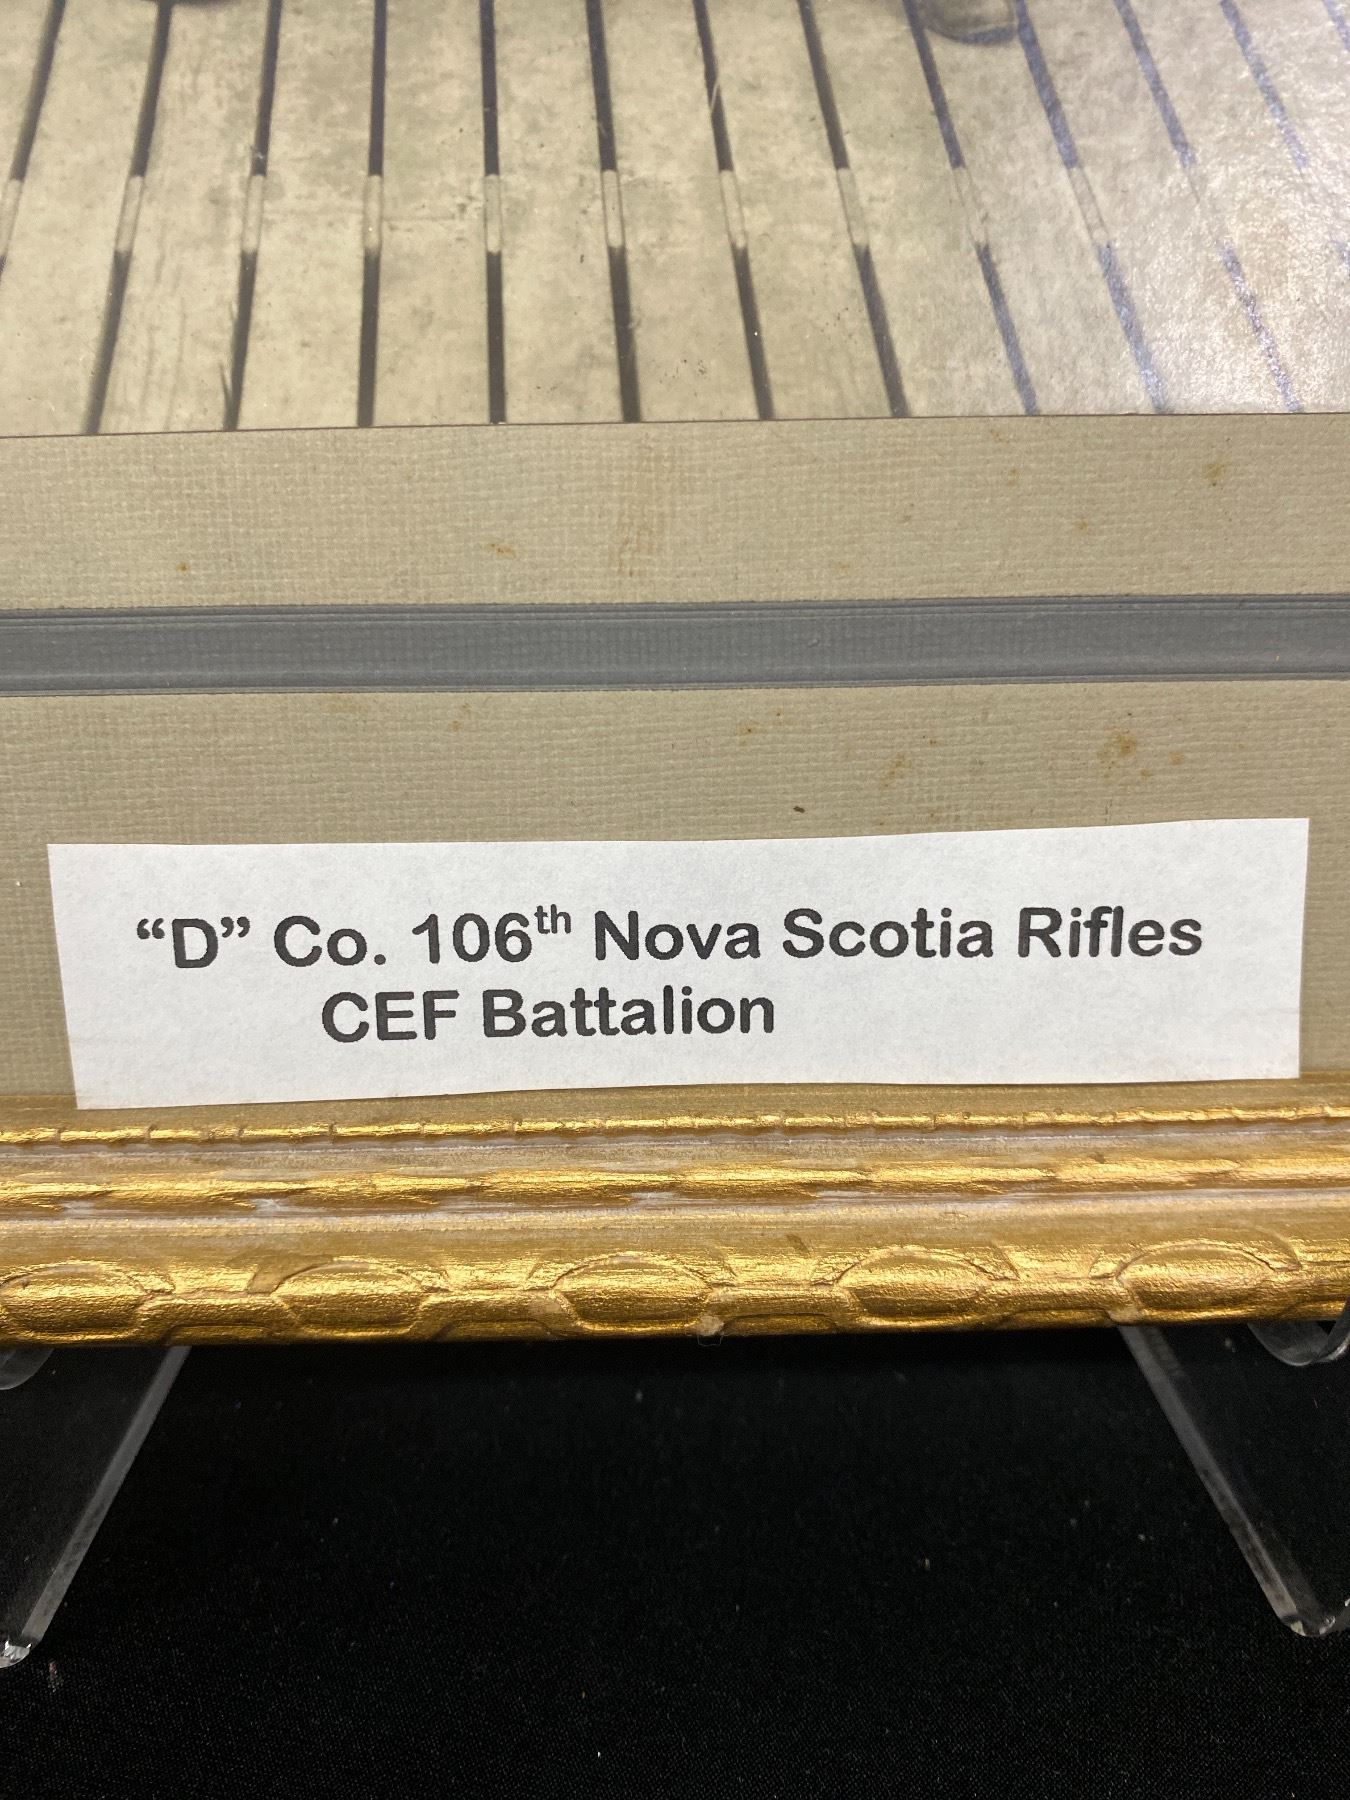 “D” Co. 106th Nova Scotia Rifles
CEF Battalion